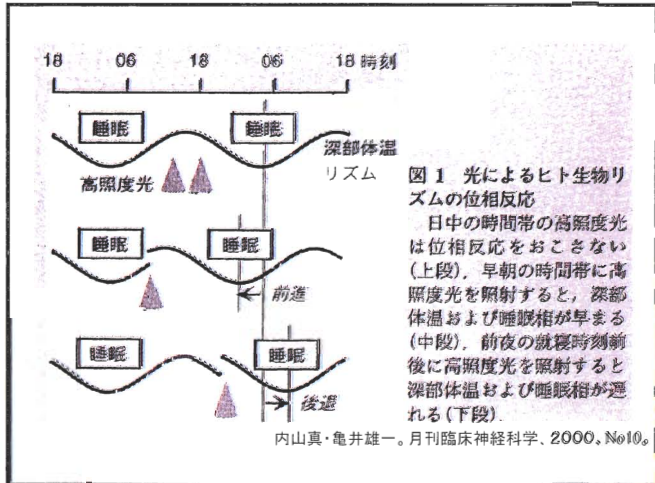 18 06 18 06 18 時刻
睡眠 睡眠
深部体温
リズム
高照度光
睡眠 睡眠
前進
睡眠 睡眠
後退
図1 光によるヒト生物リ
ズムの位相反応
日中の時間帯の高照度光
は位相反応をおこさない
(上段)．早朝の時間帯に高
照度光を照射すると，深部
体温および睡眠相が早まる
(中段)．前夜の就寝時刻前
後に高照度光を照射すると
深部体温および睡眠相が遅
れる(下段)．
内山真・亀井雄一。月刊臨床神経科学、2000、No10。